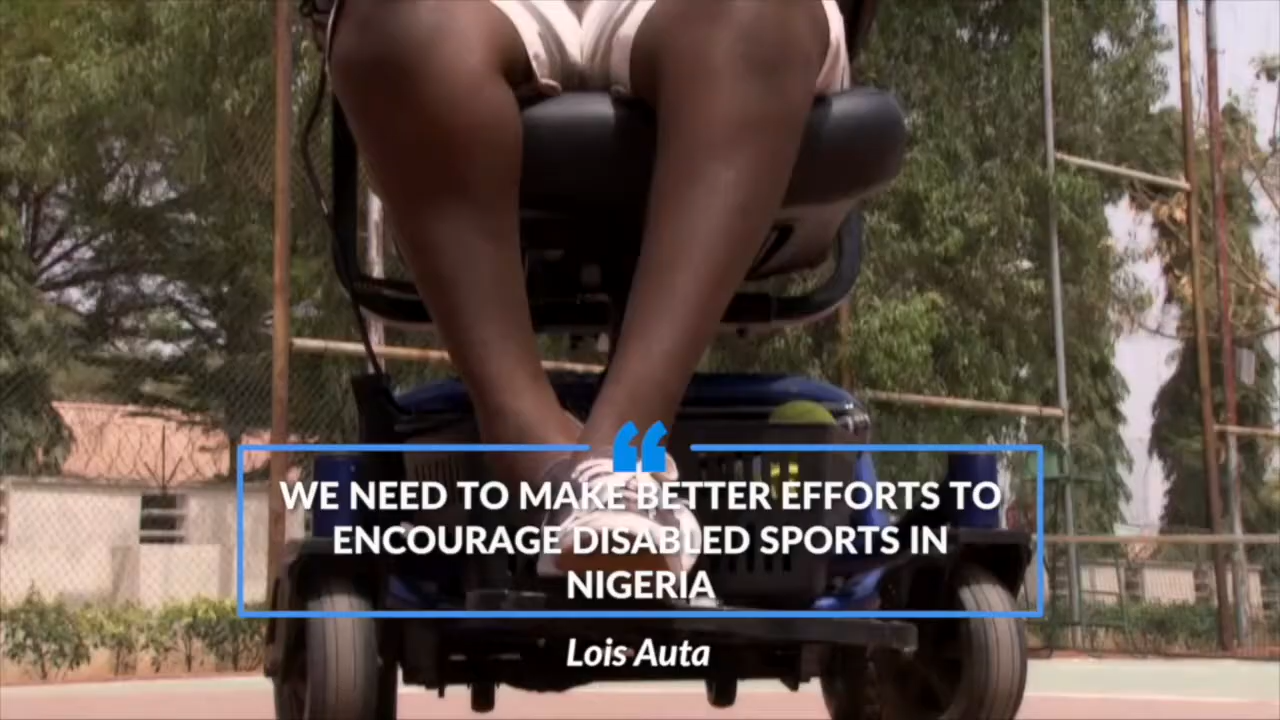 WE NEED TO MAKE BETTER EFFORTS TO
ENCOURAGE DISABLED SPORTS IN
NIGERIA
Lois Auta